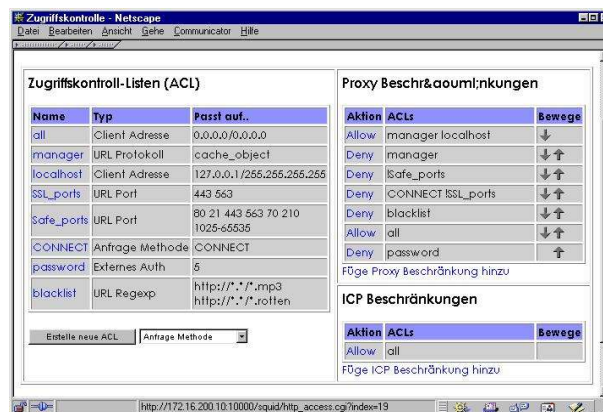 Zugriffskontrolle - Netscape
Datei Bearbeiten Ansicht Gehe Communicator Hilfe
Zugriffskontroll-Listen (ACL)
Name Typ Passt auf..
all Client Adresse 0.0.0.0/0.0.0.0
manager URL Protokoll cache_object
localhost Client Adresse 127.0.0.1/255.255.255.255
SSL_ports URL Port 443 563
Safe_ports URL Port 80 21 443 563 70 210
1025-65535
CONNECT Anfrage Methode CONNECT
password Externes Auth 5
blacklist URL Regexp http://*.*/*.mp3
http://*.*/*.rotten
Erstelle neue ACL Anfrage Methode
Proxy Beschr&aouml;nkungen
Aktion ACLs Bewege
Allow manager localhost
Deny manager
Deny !Safe_ports
Deny CONNECT !SSL_ports
Deny blacklist
Allow all
Deny password
Füge Proxy Beschränkung hinzu
ICP Beschränkungen
Aktion ACLs Bewege
Allow all
Füge ICP Beschränkung hinzu
http://172.16.200.10:10000/squid/http_access.cgi?index=19